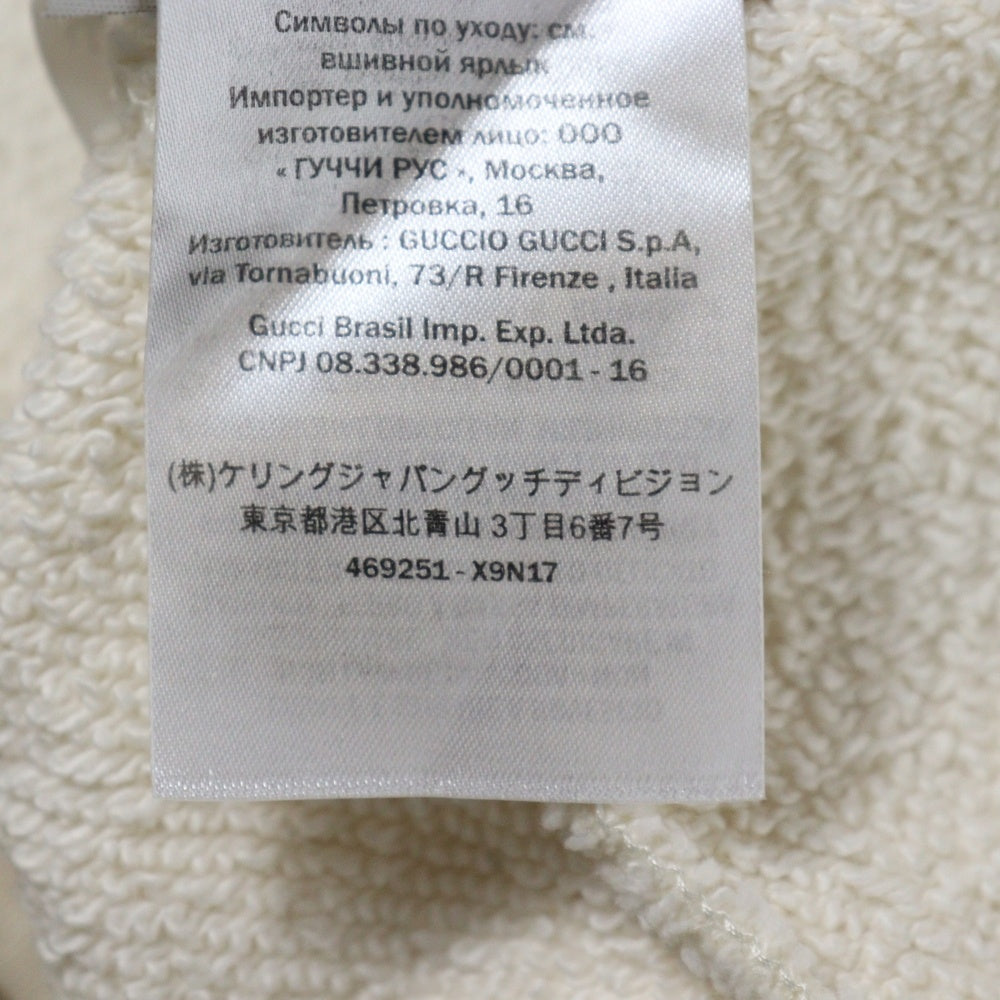 Символы по уходу: см.
вшивной ярлык
Импортер и уполномоченное
изготовителем лицо: ООО
« ГУЧЧИ РУС », Москва,
Петровка, 16
Изготовитель : GUCCIO GUCCI S.p.A,
via Tornabuoni, 73/R Firenze , Italia
Gucci Brasil Imp. Exp. Ltda.
CNPJ 08.338.986/0001 - 16
(株)ケリングジャパングッチディビジョン
東京都港区北青山 3丁目6番7号
469251 - X9N17